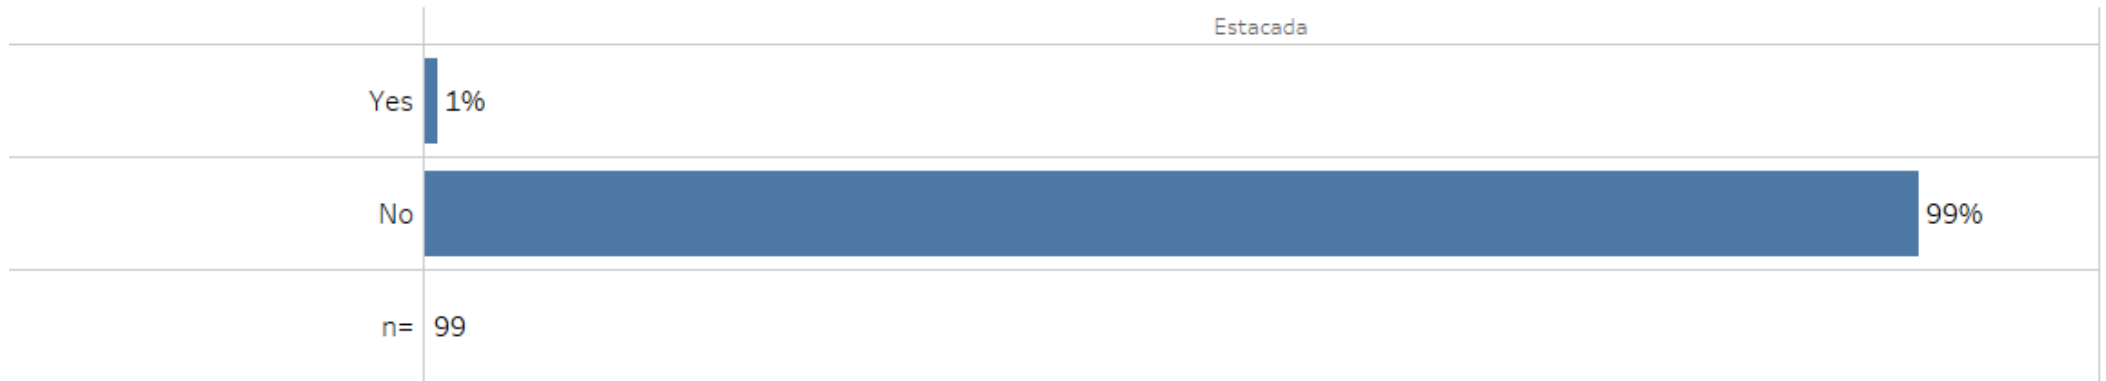 Estacada
Yes 1%
No 99%
n= 99